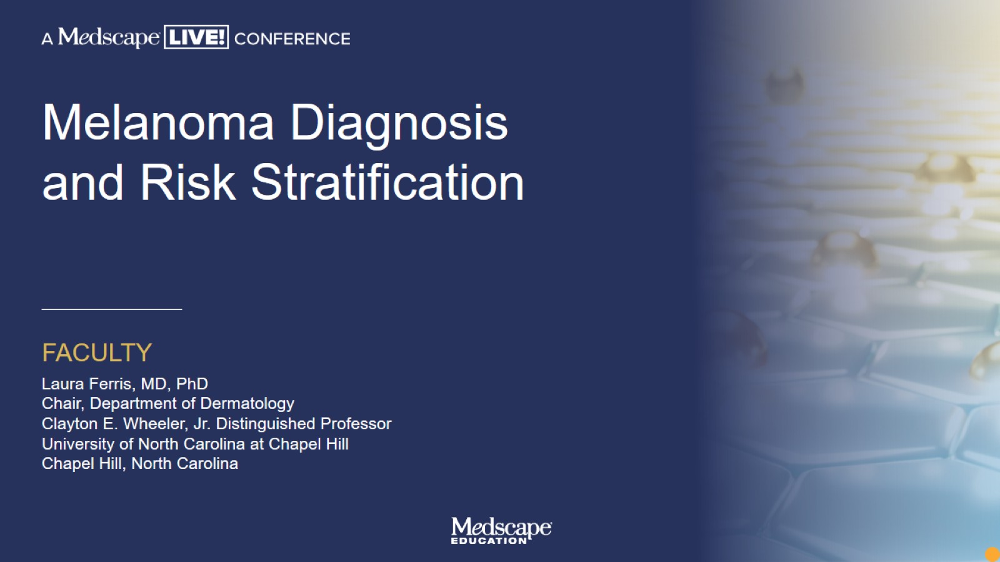 A Medscape LIVE! CONFERENCE
Melanoma Diagnosis
and Risk Stratification
FACULTY
Laura Ferris, MD, PhD
Chair, Department of Dermatology
Clayton E. Wheeler, Jr. Distinguished Professor
University of North Carolina at Chapel Hill
Chapel Hill, North Carolina
Medscape
EDUCATION